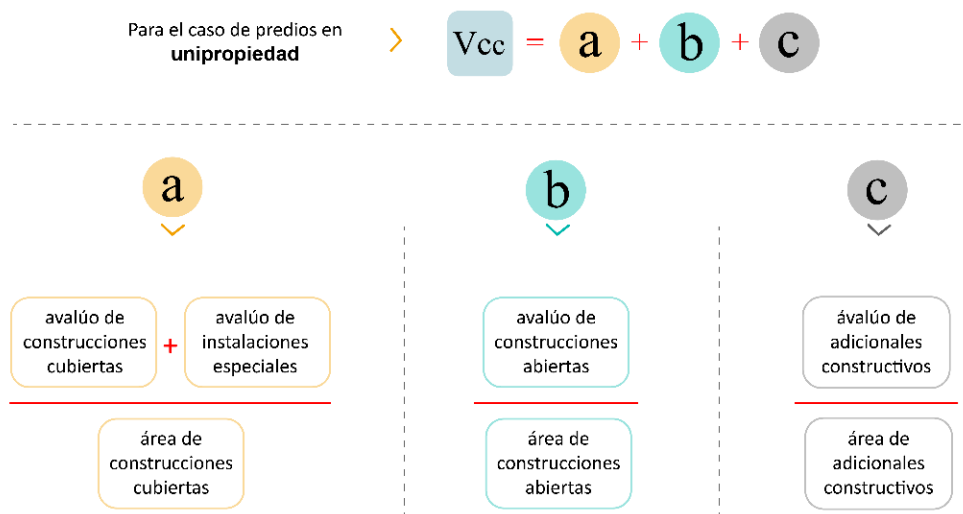 Para el caso de predios en
unipropiedad
Vcc = a + b + c
a
b
c
avalúo de
construcciones
cubiertas
+
avalúo de
instalaciones
especiales
área de
construcciones
cubiertas
avalúo de
construcciones
abiertas
área de
construcciones
abiertas
ávalúo de
adicionales
constructivos
área de
adicionales
constructivos